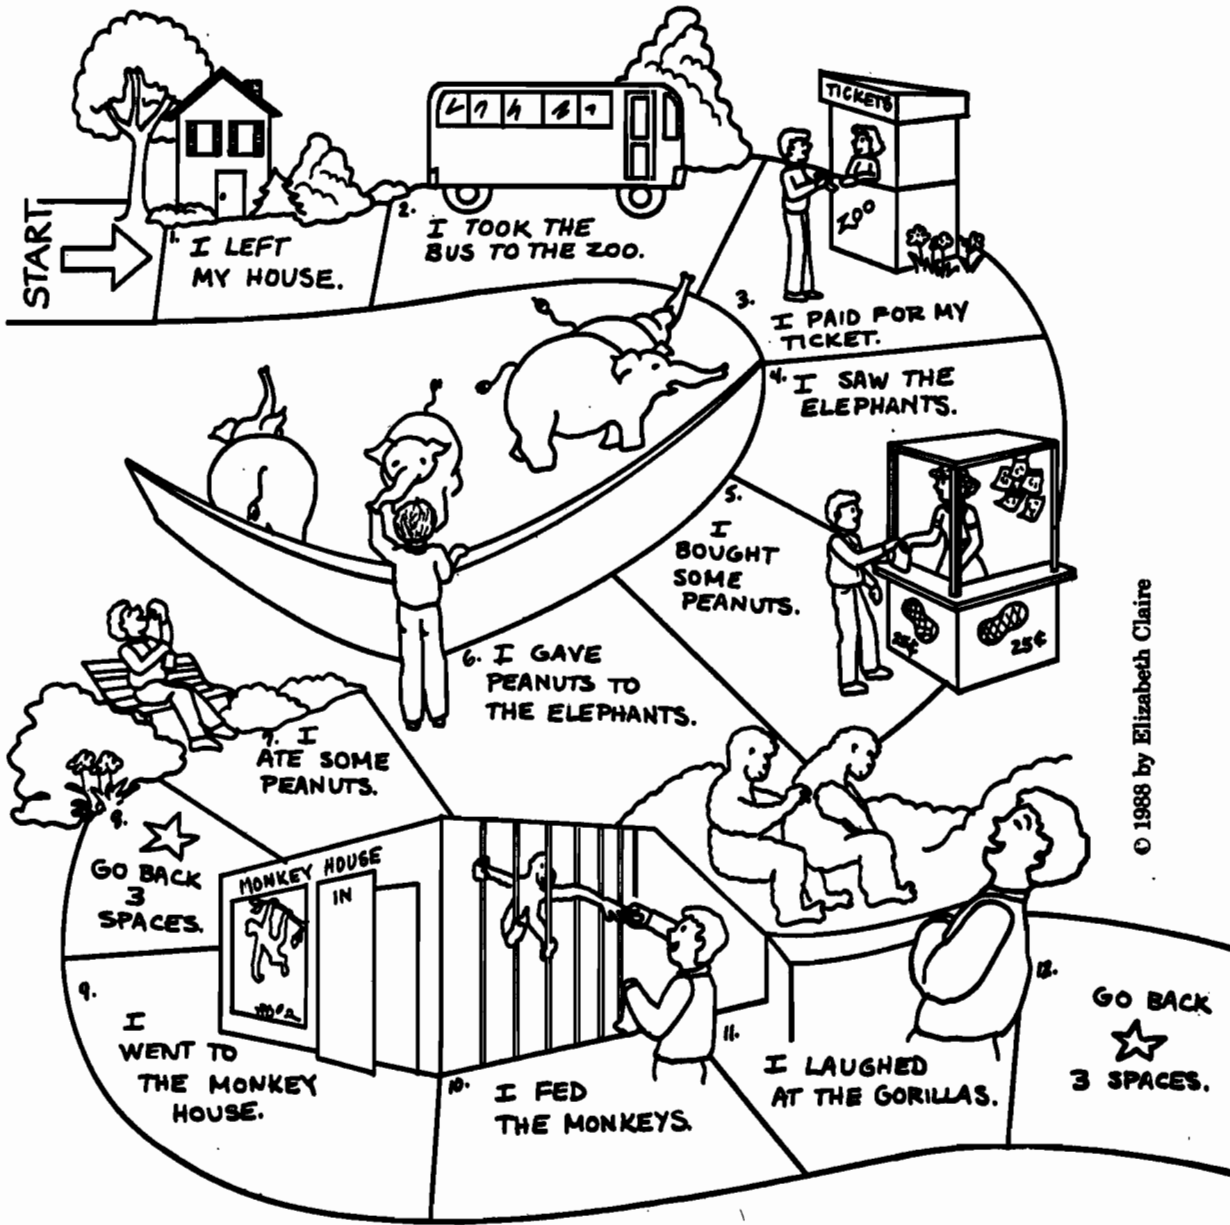 START
1. I LEFT
MY HOUSE.
2. I TOOK THE
BUS TO THE ZOO.
TICKETS
ZOO
3. I PAID FOR MY
TICKET.
4. I SAW THE
ELEPHANTS.
5. I
BOUGHT
SOME
PEANUTS.
25¢
25¢
6. I GAVE
PEANUTS TO
THE ELEPHANTS.
7. I
ATE SOME
PEANUTS.
8.
GO BACK
3
SPACES.
MONKEY HOUSE
IN
9.
I
WENT TO
THE MONKEY
HOUSE.
10. I FED
THE MONKEYS.
11.
I LAUGHED
AT THE GORILLAS.
12.
GO BACK
3 SPACES.
© 1988 by Elizabeth Claire